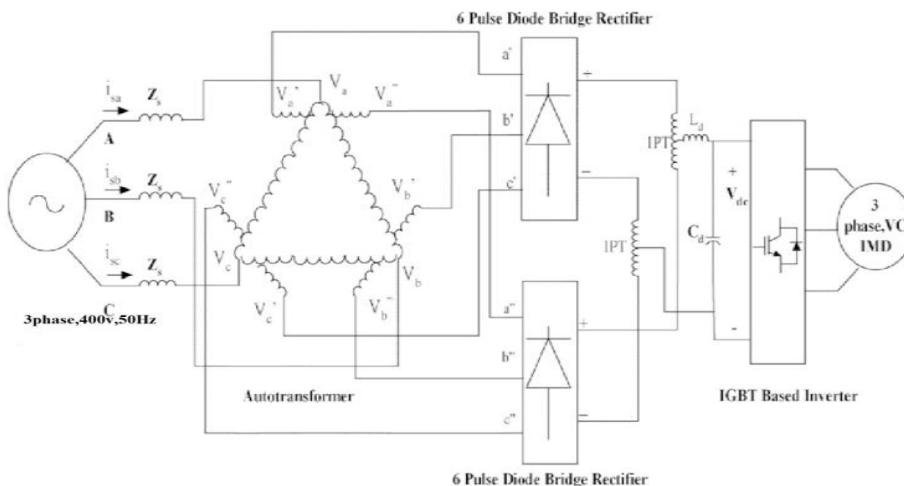 6 Pulse Diode Bridge Rectifier
a'
i_sa
Z_s
V_a'
V_a
V_a"
+
A
b'
L_d
IPT
i_sb
Z_s
V_c"
V_b'
c'
−
+
V_dc
3
phase,VC
IMD
B
C_d
IPT
i_sc
Z_s
V_c
V_b
C
V_c'
V_b"
a"
+
-
3phase,400v,50Hz
b"
Autotransformer
IGBT Based Inverter
c"
−
6 Pulse Diode Bridge Rectifier